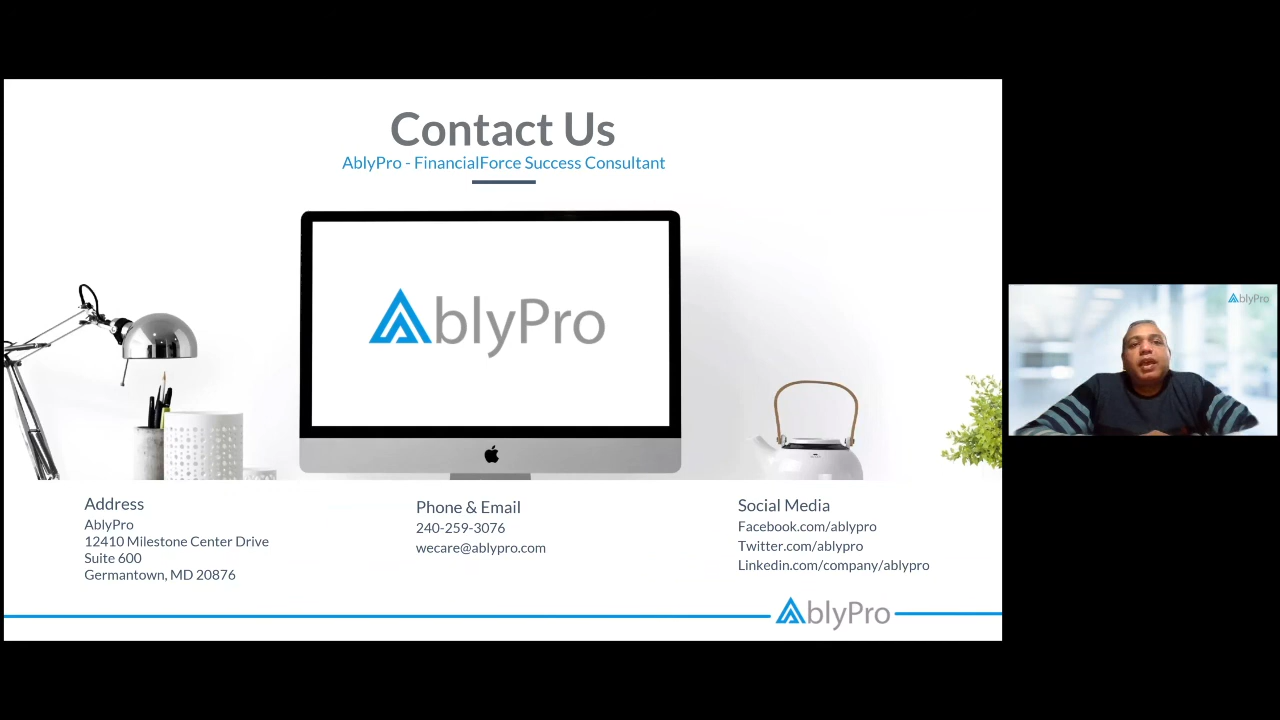 Contact Us
AblyPro - FinancialForce Success Consultant
AblyPro
Address
AblyPro
12410 Milestone Center Drive
Suite 600
Germantown, MD 20876
Phone & Email
240-259-3076
wecare@ablypro.com
Social Media
Facebook.com/ablypro
Twitter.com/ablypro
Linkedin.com/company/ablypro
AblyPro
AblyPro